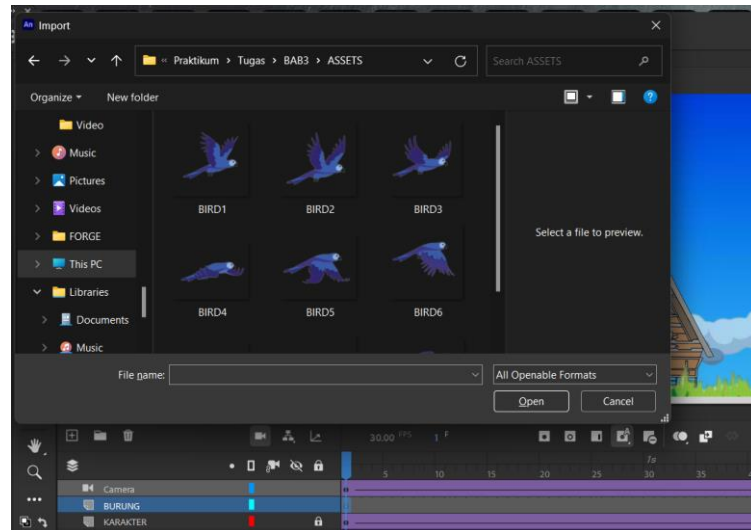 An Import
« Praktikum › Tugas › BAB3 › ASSETS
Search ASSETS
Organize
New folder
Video
Music
Pictures
Videos
FORGE
This PC
Libraries
Documents
Music
BIRD1
BIRD2
BIRD3
BIRD4
BIRD5
BIRD6
Select a file to preview.
File name:
All Openable Formats
Open
Cancel
30.00 FPS
1 F
1s
5
10
15
20
25
30
35
Camera
BURUNG
KARAKTER